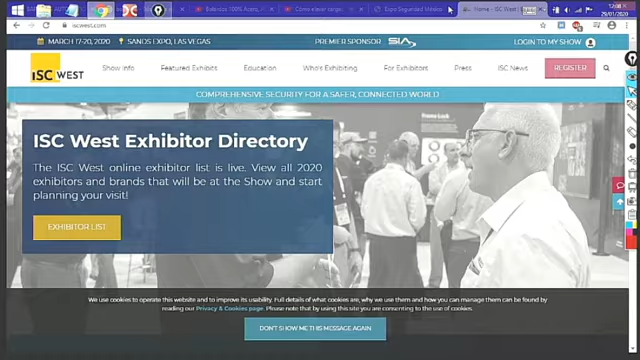 12:08
29/01/2020
iscwest.com
MARCH 17-20, 2020 SANDS EXPO, LAS VEGAS PREMIER SPONSOR SIA LOGIN TO MY SHOW
ISC WEST Show Info Featured Exhibits Education Who's Exhibiting For Exhibitors Press ISC News REGISTER
COMPREHENSIVE SECURITY FOR A SAFER, CONNECTED WORLD
ISC West Exhibitor Directory
The ISC West online exhibitor list is live. View all 2020
exhibitors and brands that will be at the Show and start
planning your visit!
EXHIBITOR LIST
We use cookies to operate this website and to improve its usability. Full details of what cookies are, why we use them and how you can manage them can be found by
reading our Privacy & Cookies page. Please note that by using this site you are consenting to the use of cookies.
DON'T SHOW ME THIS MESSAGE AGAIN